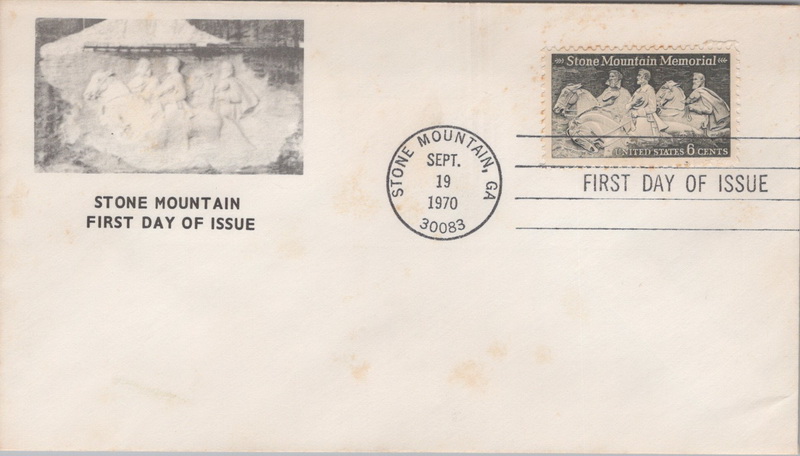 STONE MOUNTAIN
FIRST DAY OF ISSUE
STONE MOUNTAIN, GA
SEPT.
19
1970
30083
Stone Mountain Memorial
UNITED STATES 6 CENTS
FIRST DAY OF ISSUE